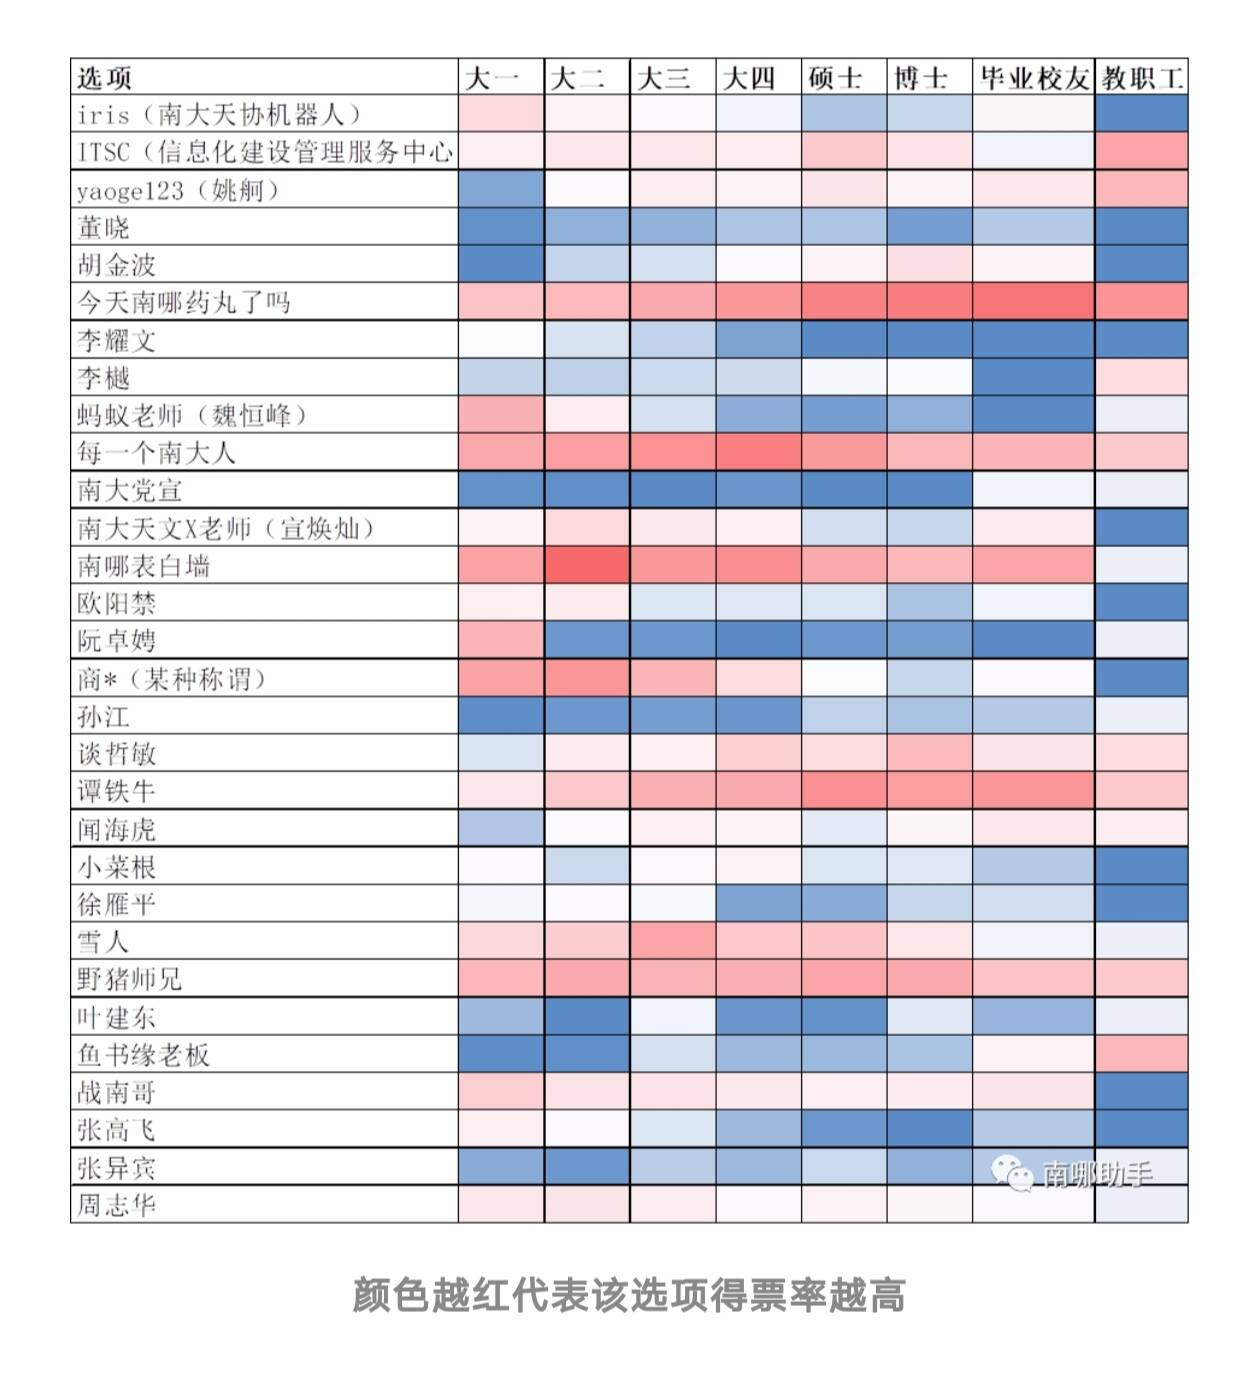 选项 大一 大二 大三 大四 硕士 博士 毕业校友 教职工
iris（南大天协机器人）
ITSC（信息化建设管理服务中心
yaoge123（姚舸）
董晓
胡金波
今天南哪药丸了吗
李耀文
李樾
蚂蚁老师（魏恒峰）
每一个南大人
南大党宣
南大天文X老师（宣焕灿）
南哪表白墙
欧阳禁
阮卓娉
商*（某种称谓）
孙江
谈哲敏
谭铁牛
闻海虎
小菜根
徐雁平
雪人
野猪师兄
叶建东
鱼书缘老板
战南哥
张高飞
张异宾
南哪助手
周志华
颜色越红代表该选项得票率越高